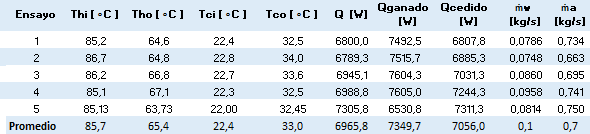 Ensayo Thi [ ∘C ] Tho [ ∘C ] Tci [ ∘C ] Tco [ ∘C ] Q [W] Qganado [W] Qcedido [W] ṁw [kg/s] ṁa [kg/s]
1 85,2 64,6 22,4 32,5 6800,0 7492,5 6807,8 0,0786 0,734
2 86,7 64,8 22,8 34,0 6789,3 7515,7 6885,3 0,0748 0,663
3 86,2 66,8 22,7 33,6 6945,1 7604,3 7031,3 0,0860 0,695
4 85,1 67,1 22,3 32,5 6988,8 7605,0 7244,3 0,0958 0,741
5 85,13 63,73 22,00 32,45 7305,8 6530,8 7311,3 0,0814 0,750
Promedio 85,7 65,4 22,4 33,0 6965,8 7349,7 7056,0 0,1 0,7